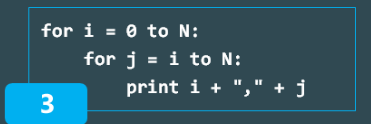 for i = 0 to N:
    for j = i to N:
        print i + "," + j
3